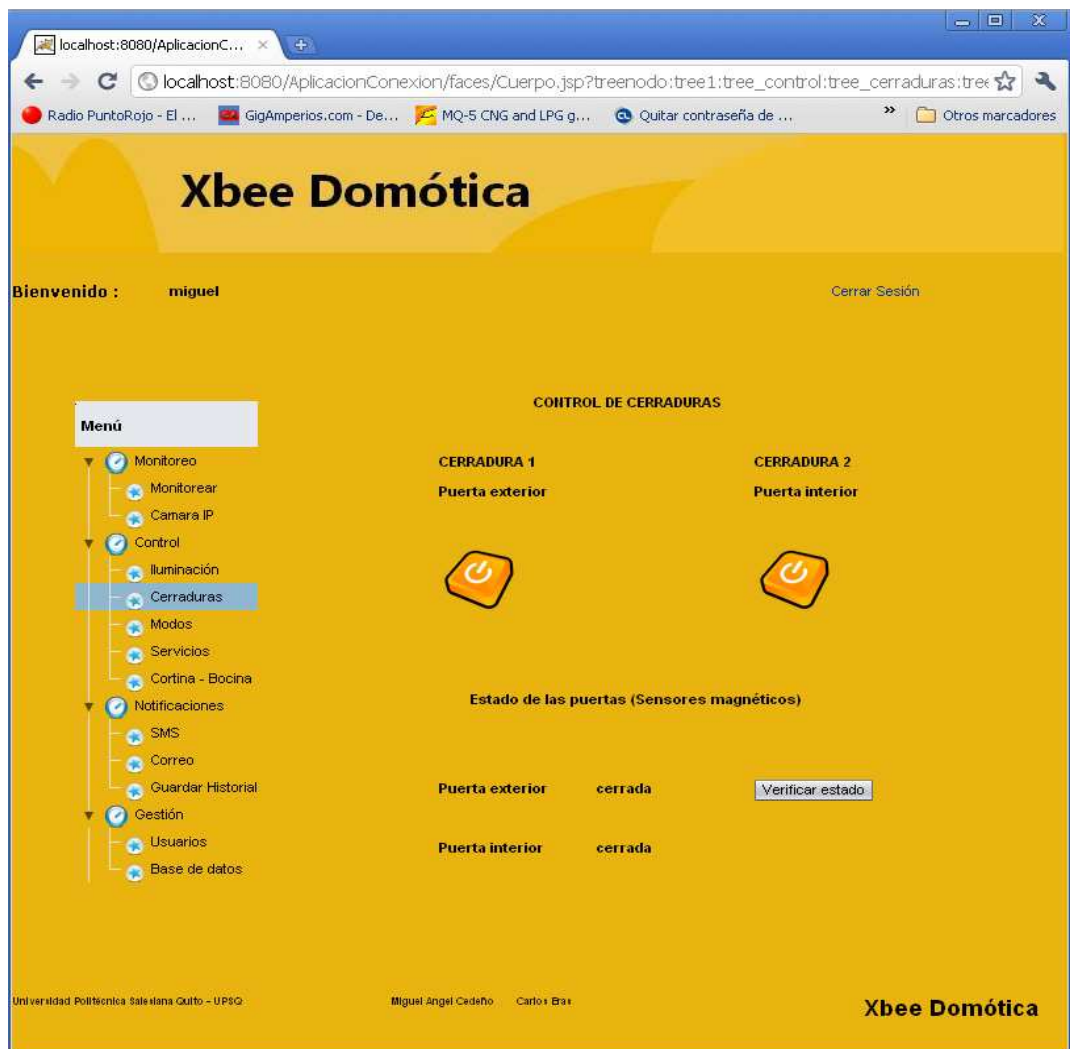 localhost:8080/AplicacionC...
localhost:8080/AplicacionConexion/faces/Cuerpo.jsp?treenodo:tree1:tree_control:tree_cerraduras:tree
Radio PuntoRojo - El ... GigAmperios.com - De... MQ-5 CNG and LPG g... Quitar contraseña de ... » Otros marcadores
Xbee Domótica
Bienvenido : miguel Cerrar Sesión
Menú
Monitoreo
Monitorear
Camara IP
Control
Iluminación
Cerraduras
Modos
Servicios
Cortina - Bocina
Notificaciones
SMS
Correo
Guardar Historial
Gestión
Usuarios
Base de datos
CONTROL DE CERRADURAS
CERRADURA 1 CERRADURA 2
Puerta exterior Puerta interior
Estado de las puertas (Sensores magnéticos)
Puerta exterior cerrada Verificar estado
Puerta interior cerrada
Universidad Politécnica Salesiana Quito - UPSQ Miguel Angel Cedeño Carlos Eras
Xbee Domótica